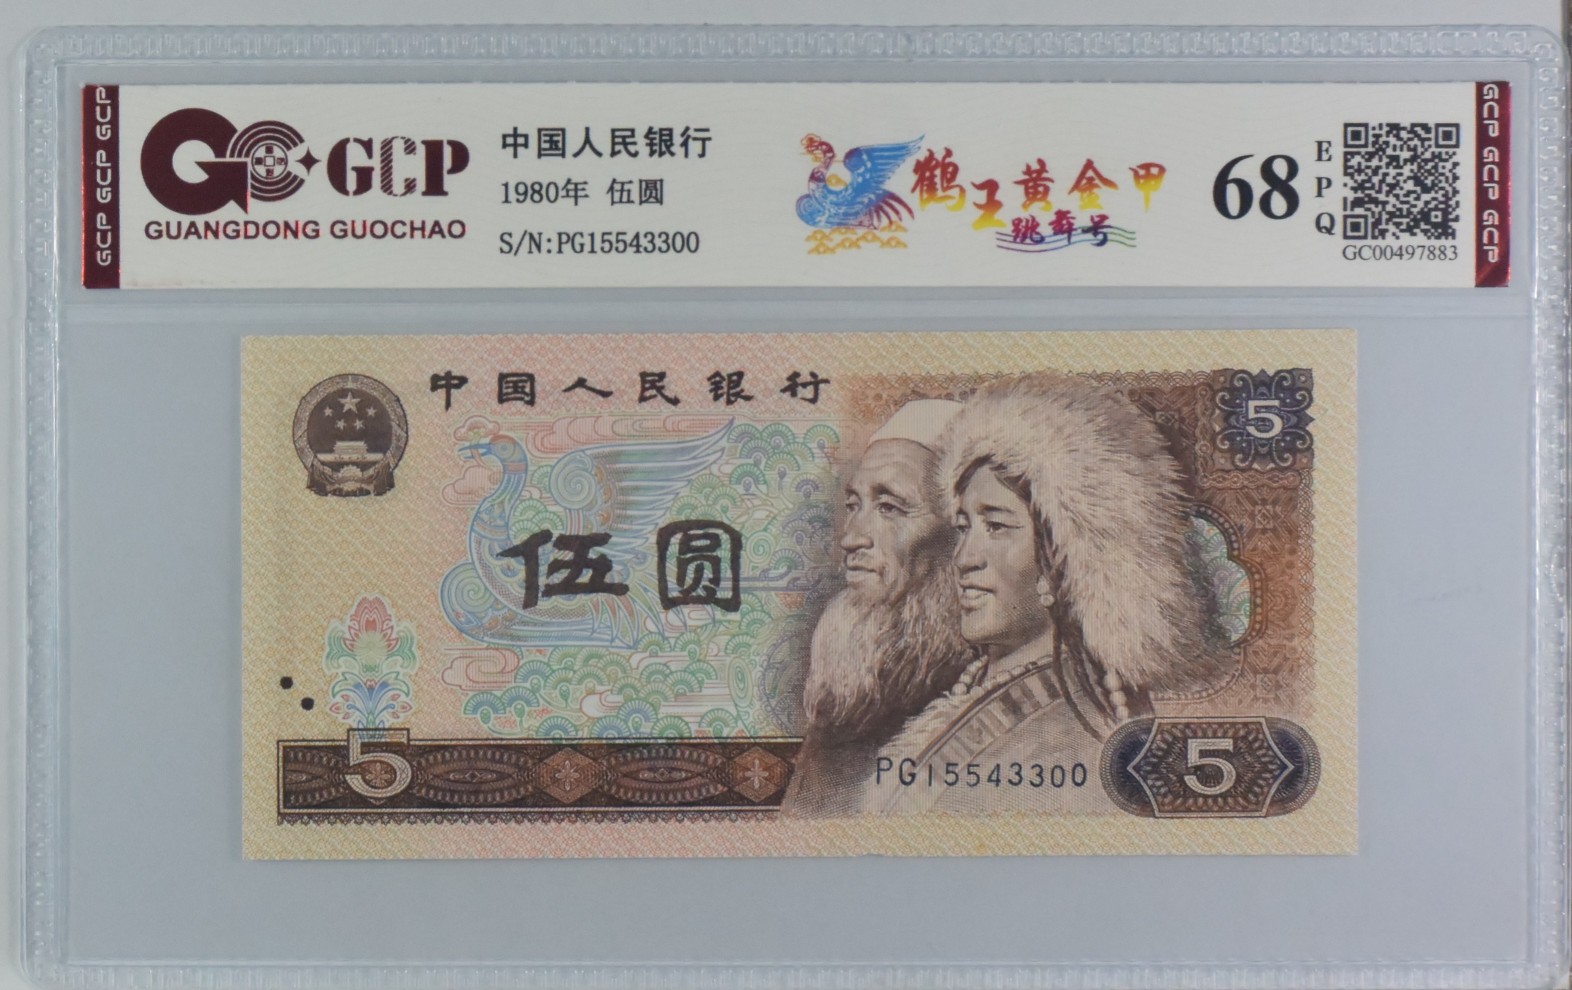 GCP GCP GCP
GCP
GUANGDONG GUOCHAO
中国人民银行
1980年 伍圆
S/N:PG15543300
鹤王黄金甲
跳舞号
68
EPQ
GC00497883
GCP GCP GCP
中国人民银行
5
伍圆
5
PG15543300
5